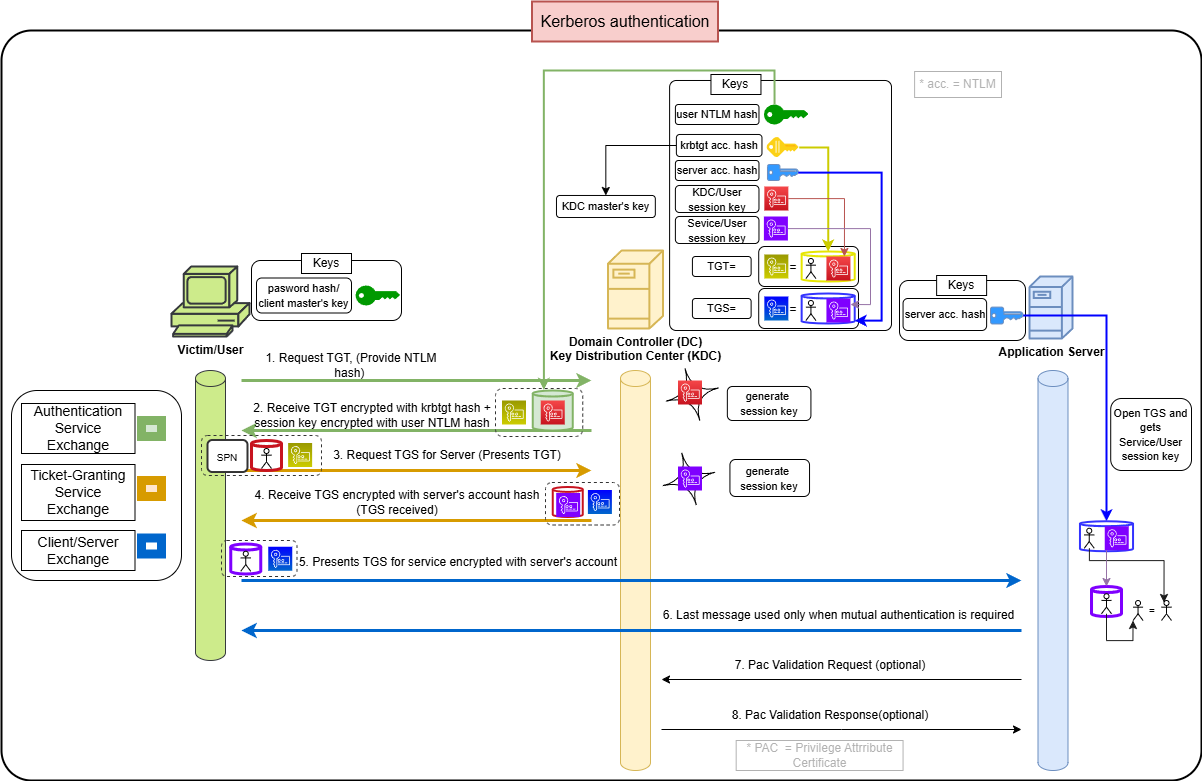 Kerberos authentication
Keys
* acc. = NTLM
user NTLM hash
krbtgt acc. hash
server acc. hash
KDC/User
session key
KDC master's key
Sevice/User
session key
TGT=
=
TGS=
=
Keys
pasword hash/
client master's key
Keys
server acc. hash
Victim/User
Domain Controller (DC)
Key Distribution Center (KDC)
Application Server
1. Request TGT, (Provide NTLM
hash)
generate
session key
2. Receive TGT encrypted with krbtgt hash +
session key encrypted with user NTLM hash
Authentication
Service
Exchange
Ticket-Granting
Service
Exchange
Client/Server
Exchange
Open TGS and
gets
Service/User
session key
SPN
3. Request TGS for Server (Presents TGT)
generate
session key
4. Receive TGS encrypted with server's account hash
(TGS received)
5. Presents TGS for service encrypted with server's account
6. Last message used only when mutual authentication is required
=
7. Pac Validation Request (optional)
8. Pac Validation Response(optional)
* PAC = Privilege Attrribute
Certificate